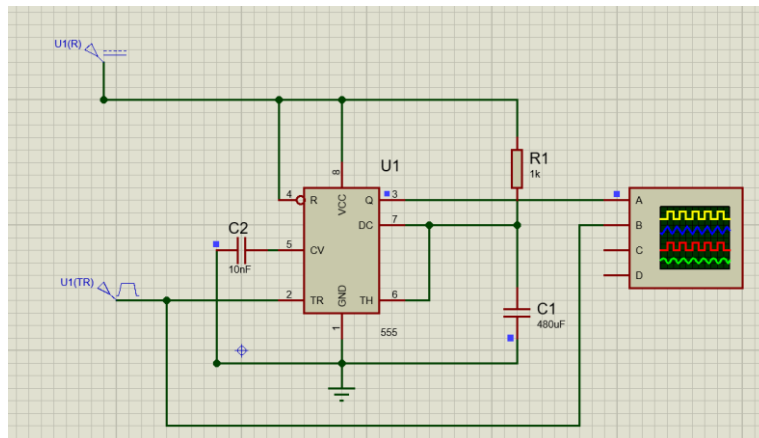 U1(R)
R1
1k
U1
8
4
R
VCC
Q
3
A
DC
7
B
C2
10nF
5
CV
C
D
U1(TR)
2
TR
GND
TH
6
1
555
C1
480uF